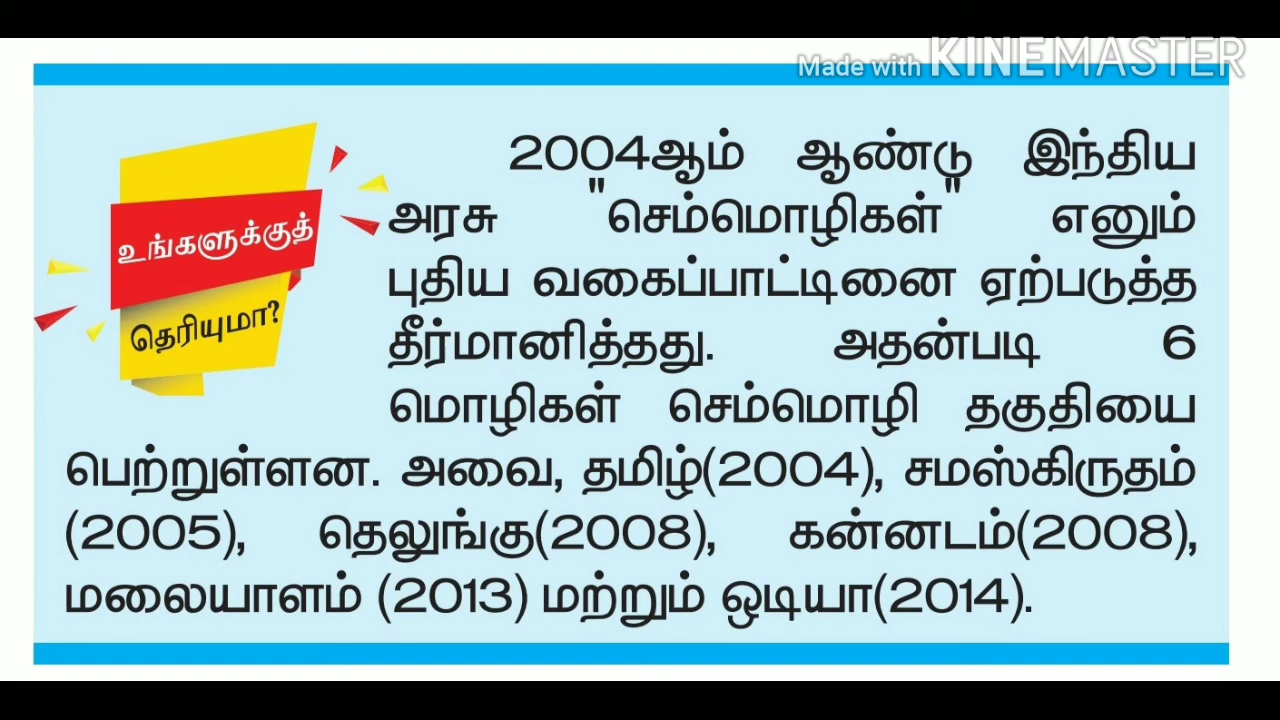 Made with KINEMASTER
உங்களுக்குத்
தெரியுமா?
2004ஆம் ஆண்டு இந்திய
அரசு "செம்மொழிகள்" எனும்
புதிய வகைப்பாட்டினை ஏற்படுத்த
தீர்மானித்தது. அதன்படி 6
மொழிகள் செம்மொழி தகுதியை
பெற்றுள்ளன. அவை, தமிழ்(2004), சமஸ்கிருதம்
(2005), தெலுங்கு(2008), கன்னடம்(2008),
மலையாளம் (2013) மற்றும் ஒடியா(2014).